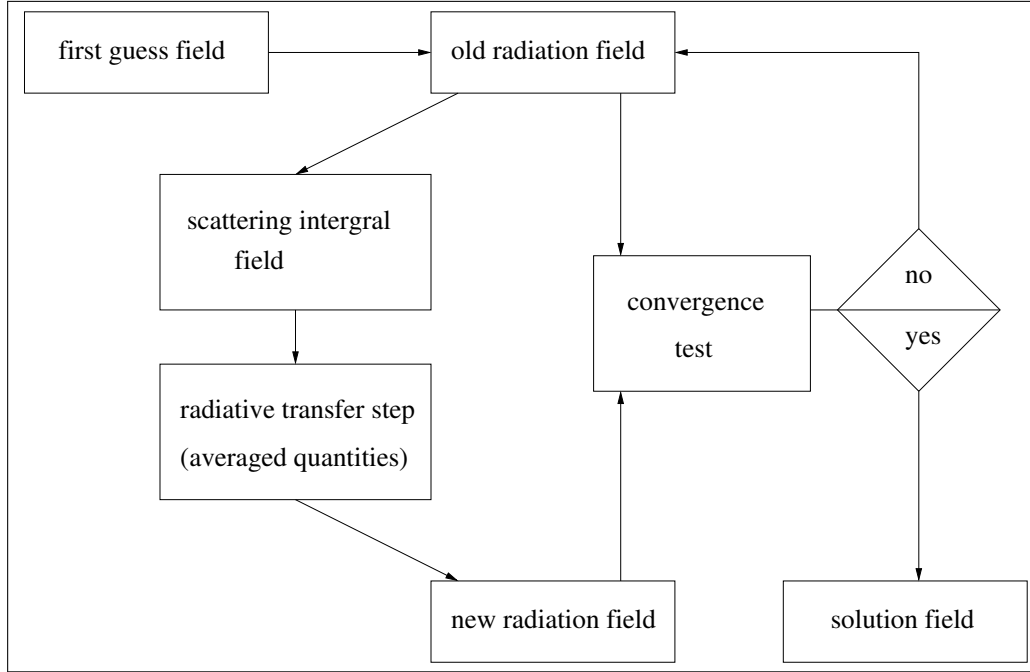 first guess field
old radiation field
scattering intergral
field
convergence
test
no
yes
radiative transfer step
(averaged quantities)
new radiation field
solution field